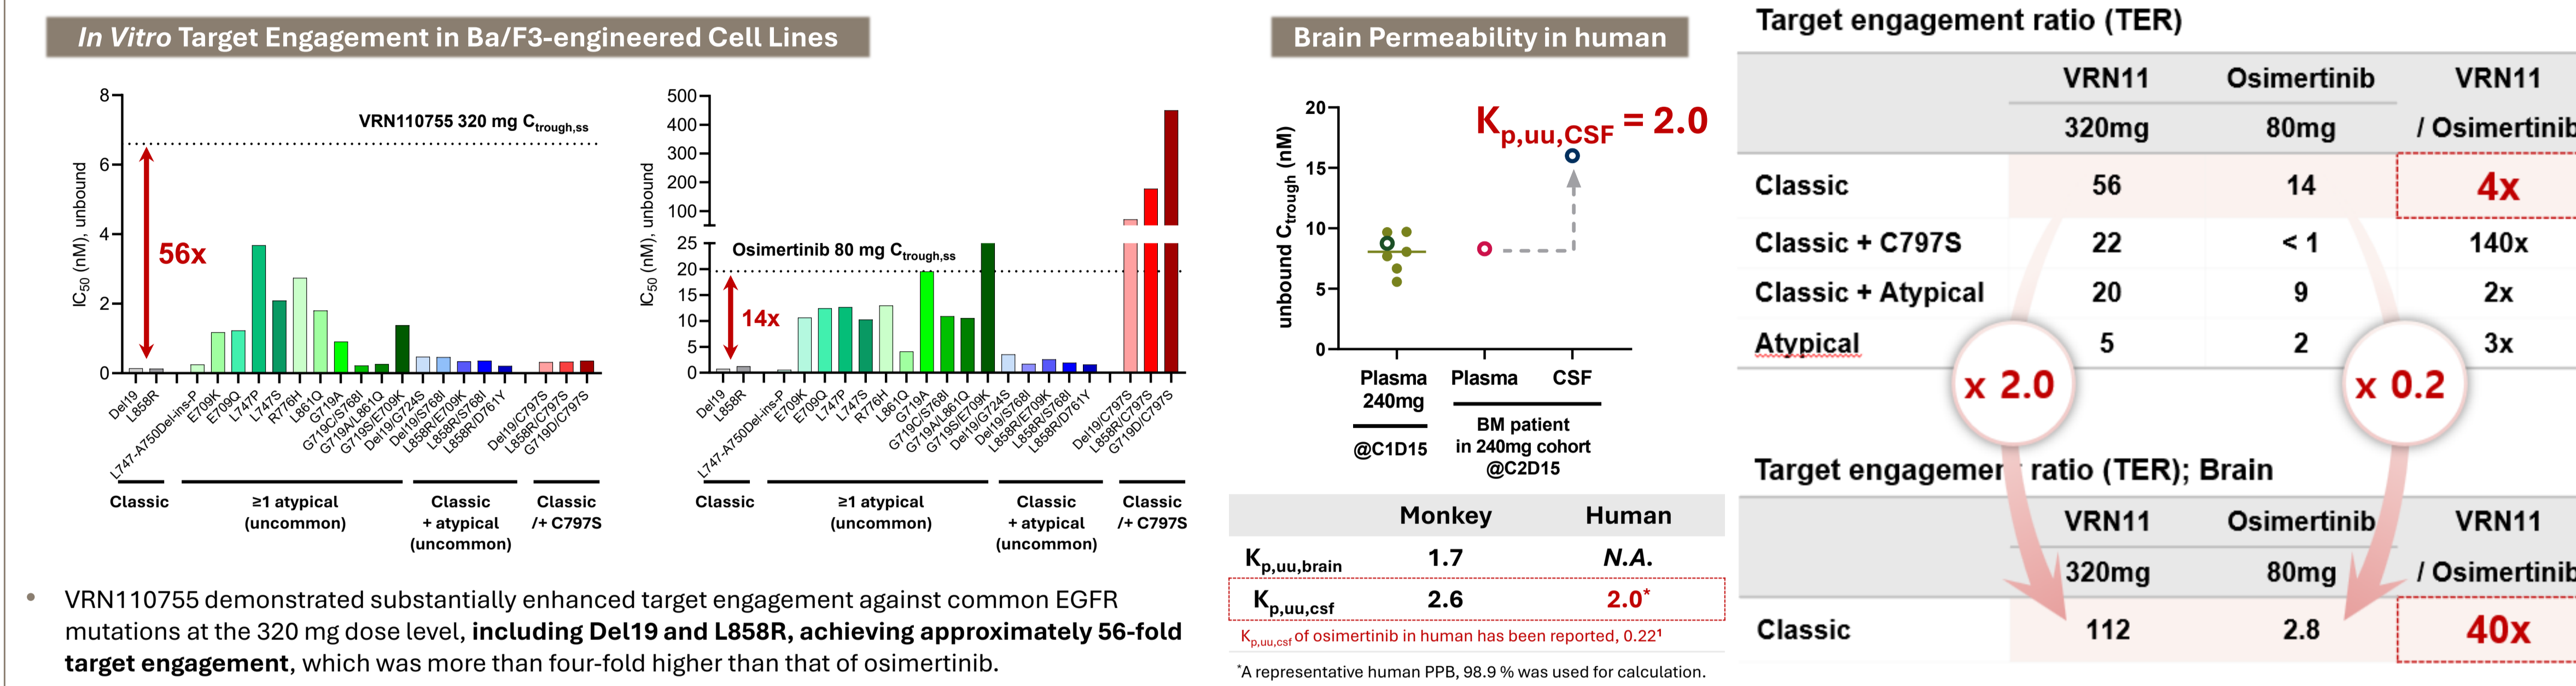 In Vitro Target Engagement in Ba/F3-engineered Cell Lines
8
6
4
2
0
IC50 (nM), unbound
VRN110755 320 mg Ctrough,ss
56x
Del19
L858R
L747-A750Del-ins-P
E709K
E709Q
L747P
L747S
R776H
L861Q
G719A
G719C/S768I
G719A/L861Q
G719S/E709K
Del19/G724S
Del19/S768I
L858R/E709K
L858R/S768I
L858R/D761Y
Del19/C797S
L858R/C797S
G719D/C797S
Classic
≥1 atypical
(uncommon)
Classic
+ atypical
(uncommon)
Classic
/+ C797S
500
400
300
200
100
25
20
15
10
5
0
IC50 (nM), unbound
Osimertinib 80 mg Ctrough,ss
14x
Del19
L858R
L747-A750Del-ins-P
E709K
E709Q
L747P
L747S
R776H
L861Q
G719A
G719C/S768I
G719A/L861Q
G719S/E709K
Del19/G724S
Del19/S768I
L858R/E709K
L858R/S768I
L858R/D761Y
Del19/C797S
L858R/C797S
G719D/C797S
Classic
≥1 atypical
(uncommon)
Classic
+ atypical
(uncommon)
Classic
/+ C797S
• VRN110755 demonstrated substantially enhanced target engagement against common EGFR
mutations at the 320 mg dose level, including Del19 and L858R, achieving approximately 56-fold
target engagement, which was more than four-fold higher than that of osimertinib.
Brain Permeability in human
20
15
10
5
0
unbound Ctrough (nM)
Kp,uu,CSF = 2.0
Plasma
240mg
@C1D15
Plasma CSF
BM patient
in 240mg cohort
@C2D15
Monkey Human
Kp,uu,brain 1.7 N.A.
Kp,uu,csf 2.6 2.0*
Kp,uu,csf of osimertinib in human has been reported, 0.22¹
*A representative human PPB, 98.9 % was used for calculation.
Target engagement ratio (TER)
VRN11 Osimertinib VRN11
320mg 80mg / Osimertinib
Classic 56 14 4x
Classic + C797S 22 < 1 140x
Classic + Atypical 20 9 2x
Atypical 5 2 3x
x 2.0 x 0.2
Target engagement ratio (TER); Brain
VRN11 Osimertinib VRN11
320mg 80mg / Osimertinib
Classic 112 2.8 40x